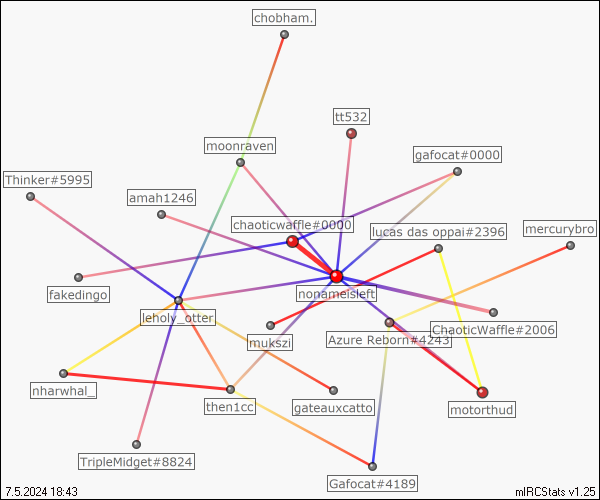 chobham.
tt532
moonraven
gafocat#0000
Thinker#5995
amah1246
chaoticwaffle#0000
lucas das oppai#2396
mercurybro
fakedingo
nonameisleft
leholy_otter
mukszi
Azure Reborn#4243
ChaoticWaffle#2006
nharwhal_
then1cc
gateauxcatto
motorthud
TripleMidget#8824
Gafocat#4189
7.5.2024 18:43
mIRCStats v1.25